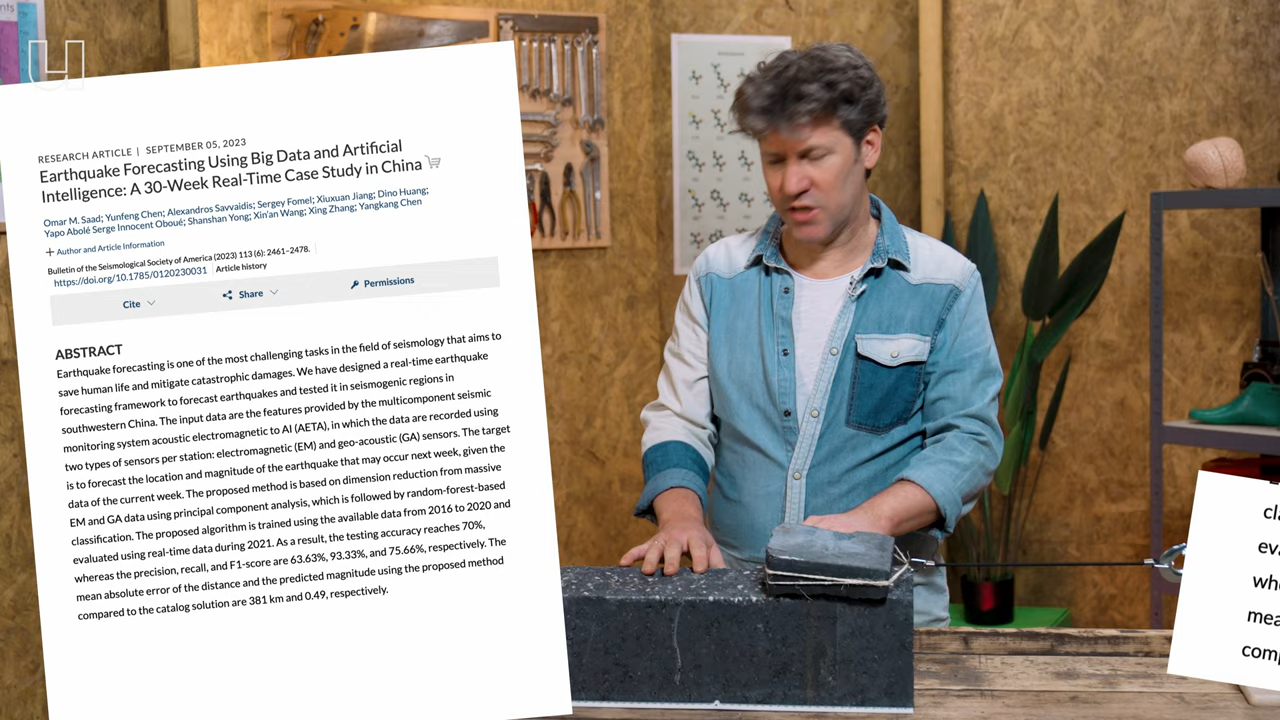 nts
RESEARCH ARTICLE | SEPTEMBER 05, 2023
Earthquake Forecasting Using Big Data and Artificial
Intelligence: A 30-Week Real-Time Case Study in China
Omar M. Saad; Yunfeng Chen; Alexandros Savvaidis; Sergey Fomel; Xiuxuan Jiang; Dino Huang;
Yapo Abolé Serge Innocent Oboué; Shanshan Yong; Xin'an Wang; Xing Zhang; Yangkang Chen
+ Author and Article Information
Bulletin of the Seismological Society of America (2023) 113 (6): 2461–2478.
https://doi.org/10.1785/0120230031 Article history
Cite Share Permissions
ABSTRACT
Earthquake forecasting is one of the most challenging tasks in the field of seismology that aims to
save human life and mitigate catastrophic damages. We have designed a real-time earthquake
forecasting framework to forecast earthquakes and tested it in seismogenic regions in
southwestern China. The input data are the features provided by the multicomponent seismic
monitoring system acoustic electromagnetic to AI (AETA), in which the data are recorded using
two types of sensors per station: electromagnetic (EM) and geo-acoustic (GA) sensors. The target
is to forecast the location and magnitude of the earthquake that may occur next week, given the
data of the current week. The proposed method is based on dimension reduction from massive
EM and GA data using principal component analysis, which is followed by random-forest-based
classification. The proposed algorithm is trained using the available data from 2016 to 2020 and
evaluated using real-time data during 2021. As a result, the testing accuracy reaches 70%,
whereas the precision, recall, and F1-score are 63.63%, 93.33%, and 75.66%, respectively. The
mean absolute error of the distance and the predicted magnitude using the proposed method
compared to the catalog solution are 381 km and 0.49, respectively.
cla
eva
whe
mea
comp